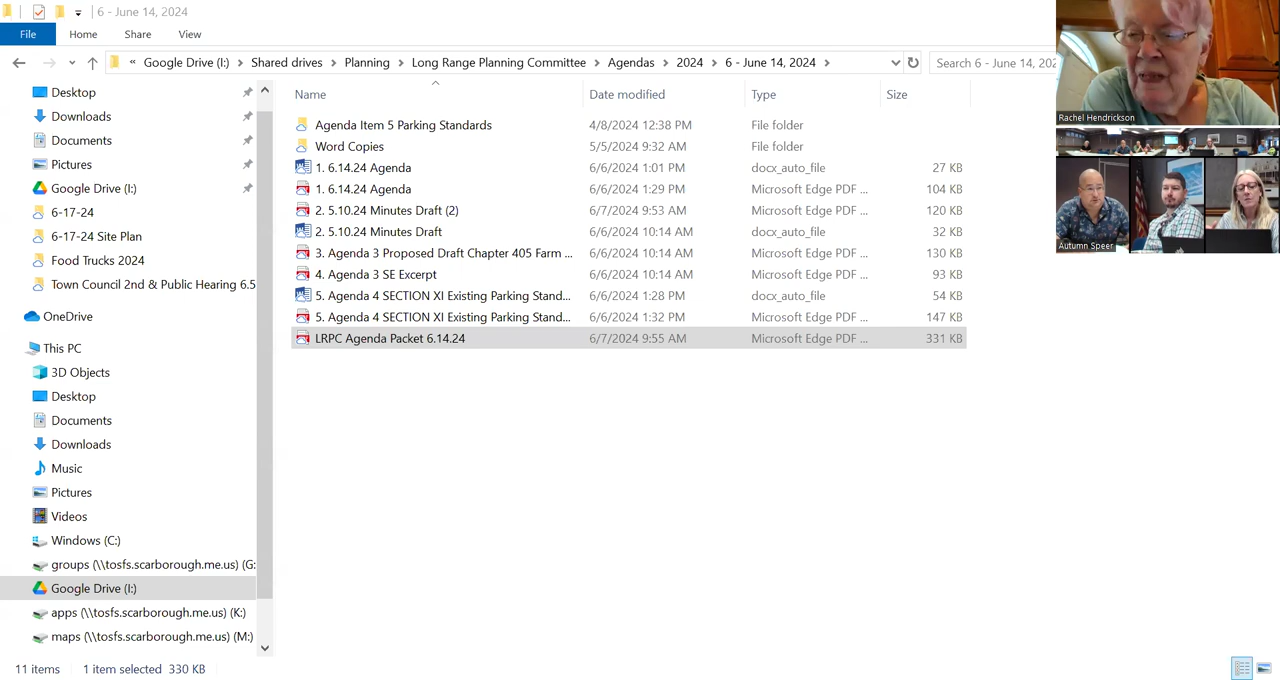 6 - June 14, 2024
File Home Share View
« Google Drive (I:) > Shared drives > Planning > Long Range Planning Committee > Agendas > 2024 > 6 - June 14, 2024 >
Search 6 - June 14, 202
Name Date modified Type Size
Desktop
Downloads
Documents
Pictures
Google Drive (I:)
6-17-24
6-17-24 Site Plan
Food Trucks 2024
Town Council 2nd & Public Hearing 6.5
OneDrive
This PC
3D Objects
Desktop
Documents
Downloads
Music
Pictures
Videos
Windows (C:)
groups (\\tosfs.scarborough.me.us) (G:
Google Drive (I:)
apps (\\tosfs.scarborough.me.us) (K:)
maps (\\tosfs.scarborough.me.us) (M:)
Agenda Item 5 Parking Standards 4/8/2024 12:38 PM File folder
Word Copies 5/5/2024 9:32 AM File folder
1. 6.14.24 Agenda 6/6/2024 1:01 PM docx_auto_file 27 KB
1. 6.14.24 Agenda 6/6/2024 1:29 PM Microsoft Edge PDF ... 104 KB
2. 5.10.24 Minutes Draft (2) 6/7/2024 9:53 AM Microsoft Edge PDF ... 120 KB
2. 5.10.24 Minutes Draft 6/6/2024 10:14 AM docx_auto_file 32 KB
3. Agenda 3 Proposed Draft Chapter 405 Farm ... 6/6/2024 10:14 AM Microsoft Edge PDF ... 130 KB
4. Agenda 3 SE Excerpt 6/6/2024 10:14 AM Microsoft Edge PDF ... 93 KB
5. Agenda 4 SECTION XI Existing Parking Stand... 6/6/2024 1:28 PM docx_auto_file 54 KB
5. Agenda 4 SECTION XI Existing Parking Stand... 6/6/2024 1:32 PM Microsoft Edge PDF ... 147 KB
LRPC Agenda Packet 6.14.24 6/7/2024 9:55 AM Microsoft Edge PDF ... 331 KB
Rachel Hendrickson
Autumn Speer
11 items 1 item selected 330 KB